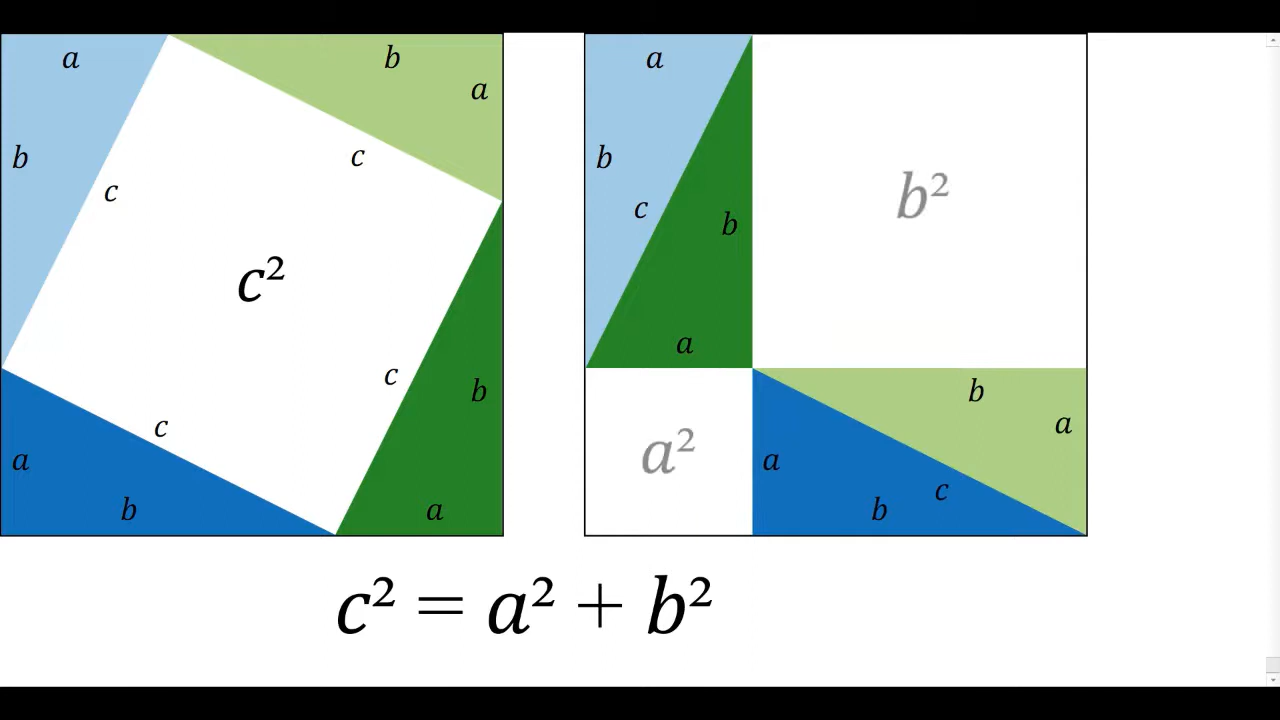 a b a b
a b c c
b c b
c² b²
c b
a
c b a
c a² a c
a b a b
c² = a² + b²